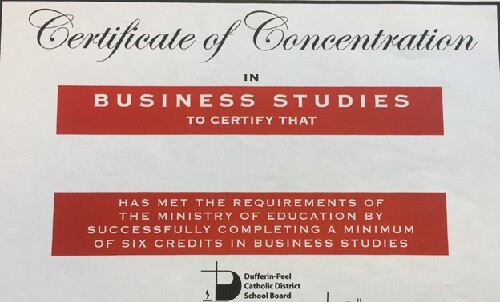 Certificate of Concentration
IN
BUSINESS STUDIES
TO CERTIFY THAT
HAS MET THE REQUIREMENTS OF
THE MINISTRY OF EDUCATION BY
SUCCESSFULLY COMPLETING A MINIMUM
OF SIX CREDITS IN BUSINESS STUDIES
Dufferin-Peel
Catholic District
School Board